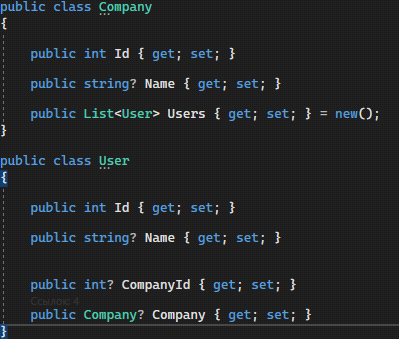 public class Company
{
public int Id { get; set; }
public string? Name { get; set; }
public List<User> Users { get; set; } = new();
}
public class User
{
public int Id { get; set; }
public string? Name { get; set; }
public int? CompanyId { get; set; }
Ссылок: 4
public Company? Company { get; set; }
}